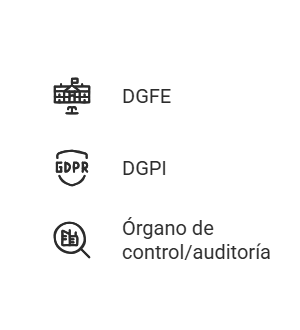 DGFE
GDPR
DGPI
Órgano de
control/auditoría